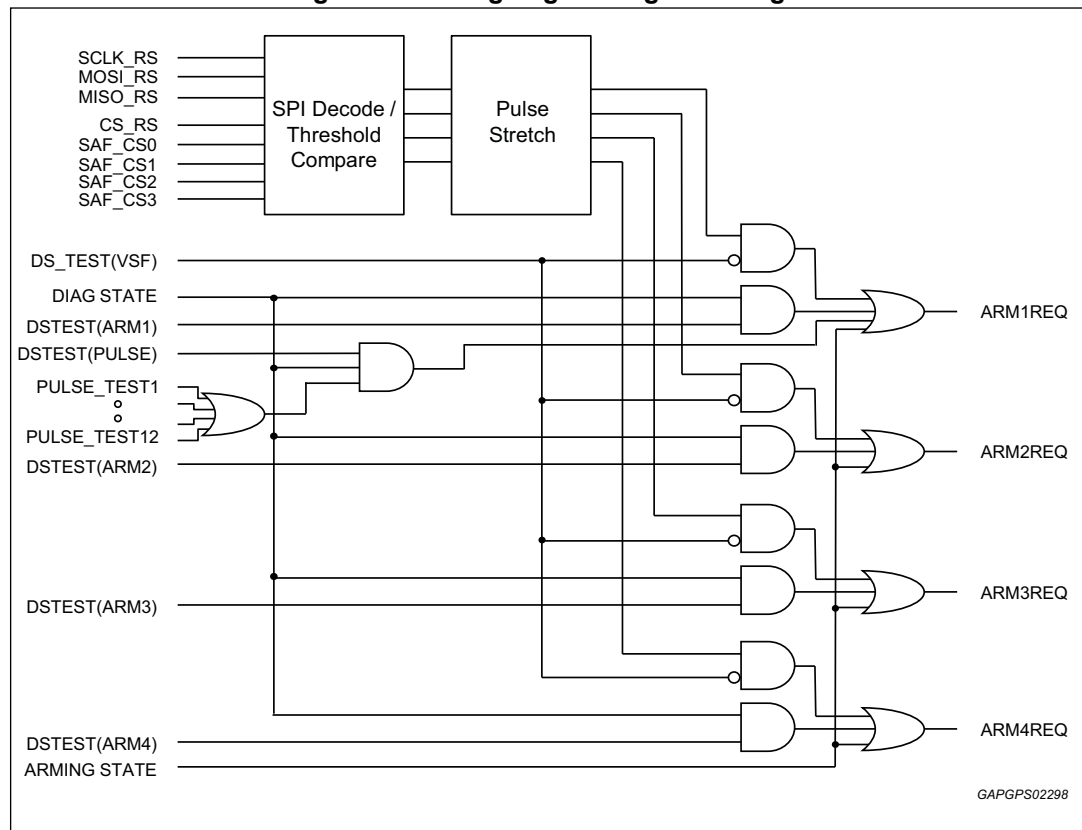 SCLK_RS
MOSI_RS
MISO_RS
CS_RS
SAF_CS0
SAF_CS1
SAF_CS2
SAF_CS3
SPI Decode /
Threshold
Compare
Pulse
Stretch
DS_TEST(VSF)
DIAG STATE
DSTEST(ARM1)
DSTEST(PULSE)
PULSE_TEST1
PULSE_TEST12
DSTEST(ARM2)
DSTEST(ARM3)
DSTEST(ARM4)
ARMING STATE
ARM1REQ
ARM2REQ
ARM3REQ
ARM4REQ
GAPGPS02298